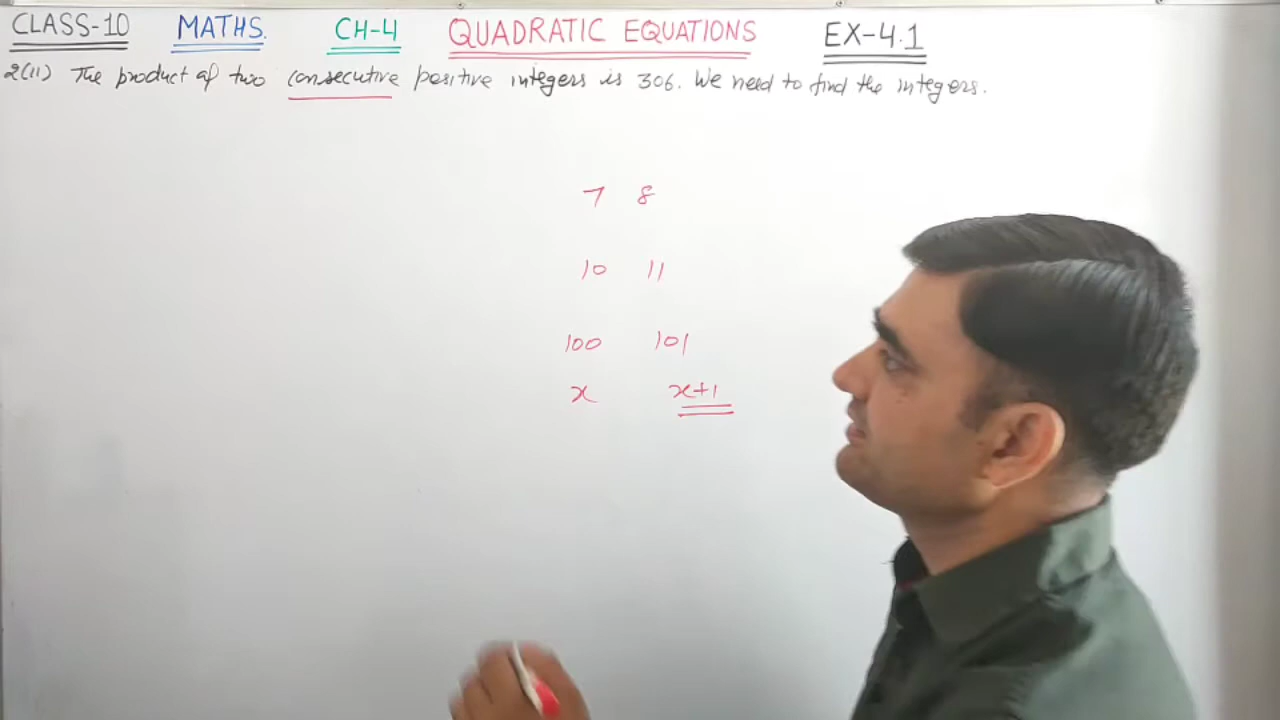 CLASS-10 MATHS. CH-4 QUADRATIC EQUATIONS EX-4.1
2(ii) The product of two consecutive positive integers is 306. We need to find the integers.
7 8
10 11
100 101
x x+1